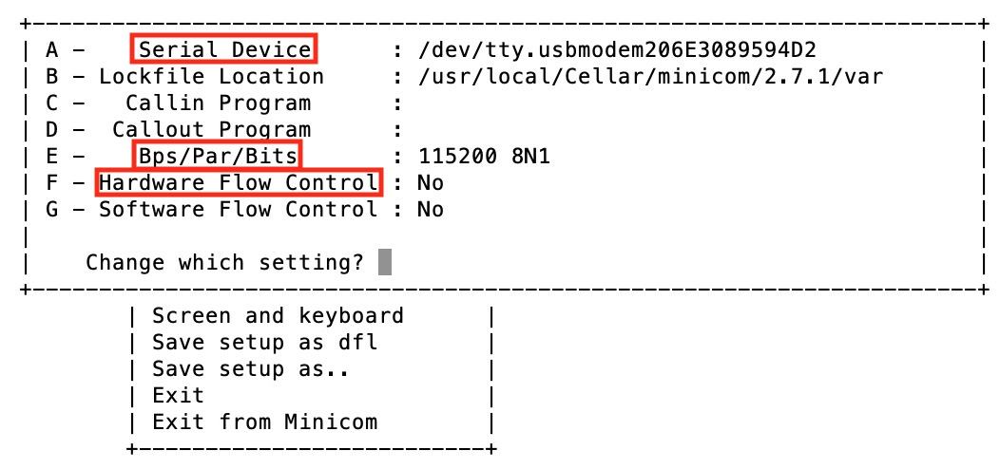 +-----------------------------------------------------------------------+
| A -    Serial Device      : /dev/tty.usbmodem206E3089594D2            |
| B - Lockfile Location     : /usr/local/Cellar/minicom/2.7.1/var       |
| C -   Callin Program      :                                           |
| D -  Callout Program      :                                           |
| E -    Bps/Par/Bits       : 115200 8N1                                |
| F - Hardware Flow Control : No                                        |
| G - Software Flow Control : No                                        |
|                                                                       |
|    Change which setting?                                              |
+-----------------------------------------------------------------------+
        | Screen and keyboard      |
        | Save setup as dfl        |
        | Save setup as..          |
        | Exit                     |
        | Exit from Minicom        |
        +--------------------------+